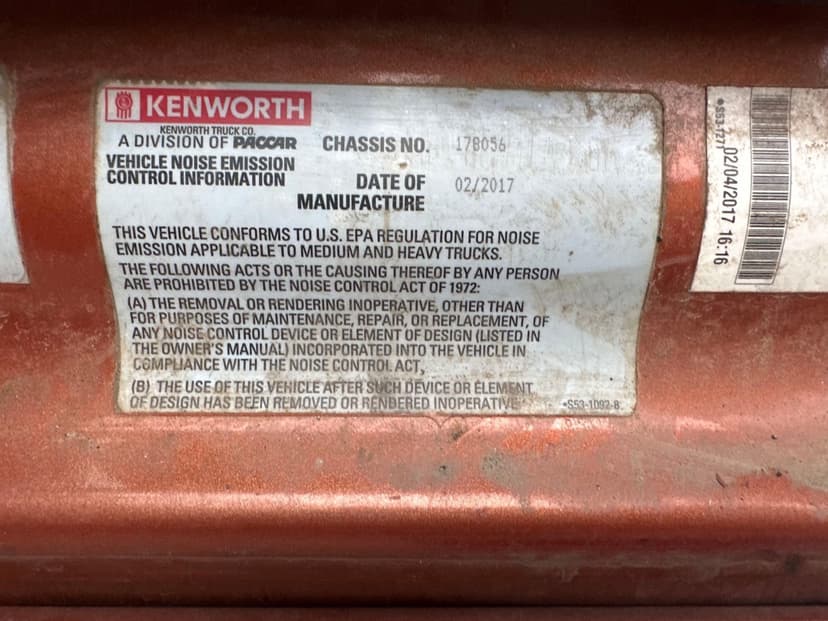 KENWORTH
KENWORTH TRUCK CO.
A DIVISION OF PACCAR
VEHICLE NOISE EMISSION
CONTROL INFORMATION
CHASSIS NO. 178056
DATE OF
MANUFACTURE 02/2017
THIS VEHICLE CONFORMS TO U.S. EPA REGULATION FOR NOISE
EMISSION APPLICABLE TO MEDIUM AND HEAVY TRUCKS.
THE FOLLOWING ACTS OR THE CAUSING THEREOF BY ANY PERSON
ARE PROHIBITED BY THE NOISE CONTROL ACT OF 1972:
(A) THE REMOVAL OR RENDERING INOPERATIVE, OTHER THAN
FOR PURPOSES OF MAINTENANCE, REPAIR, OR REPLACEMENT, OF
ANY NOISE CONTROL DEVICE OR ELEMENT OF DESIGN (LISTED IN
THE OWNER'S MANUAL) INCORPORATED INTO THE VEHICLE IN
COMPLIANCE WITH THE NOISE CONTROL ACT,
(B) THE USE OF THIS VEHICLE AFTER SUCH DEVICE OR ELEMENT
OF DESIGN HAS BEEN REMOVED OR RENDERED INOPERATIVE
*S53-1092-B
02/04/2017 16:16